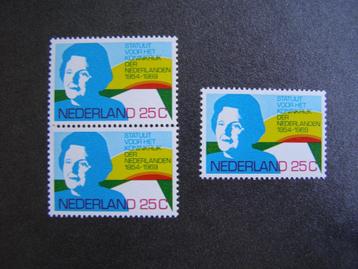 STATUUT
VOOR HET
KONINKRIJK
DER
NEDERLANDEN
1954-1969
NEDERLAND 25C
STATUUT
VOOR HET
KONINKRIJK
DER
NEDERLANDEN
1954-1969
NEDERLAND 25C
STATUUT
VOOR HET
KONINKRIJK
DER
NEDERLANDEN
1954-1969
NEDERLAND 25C